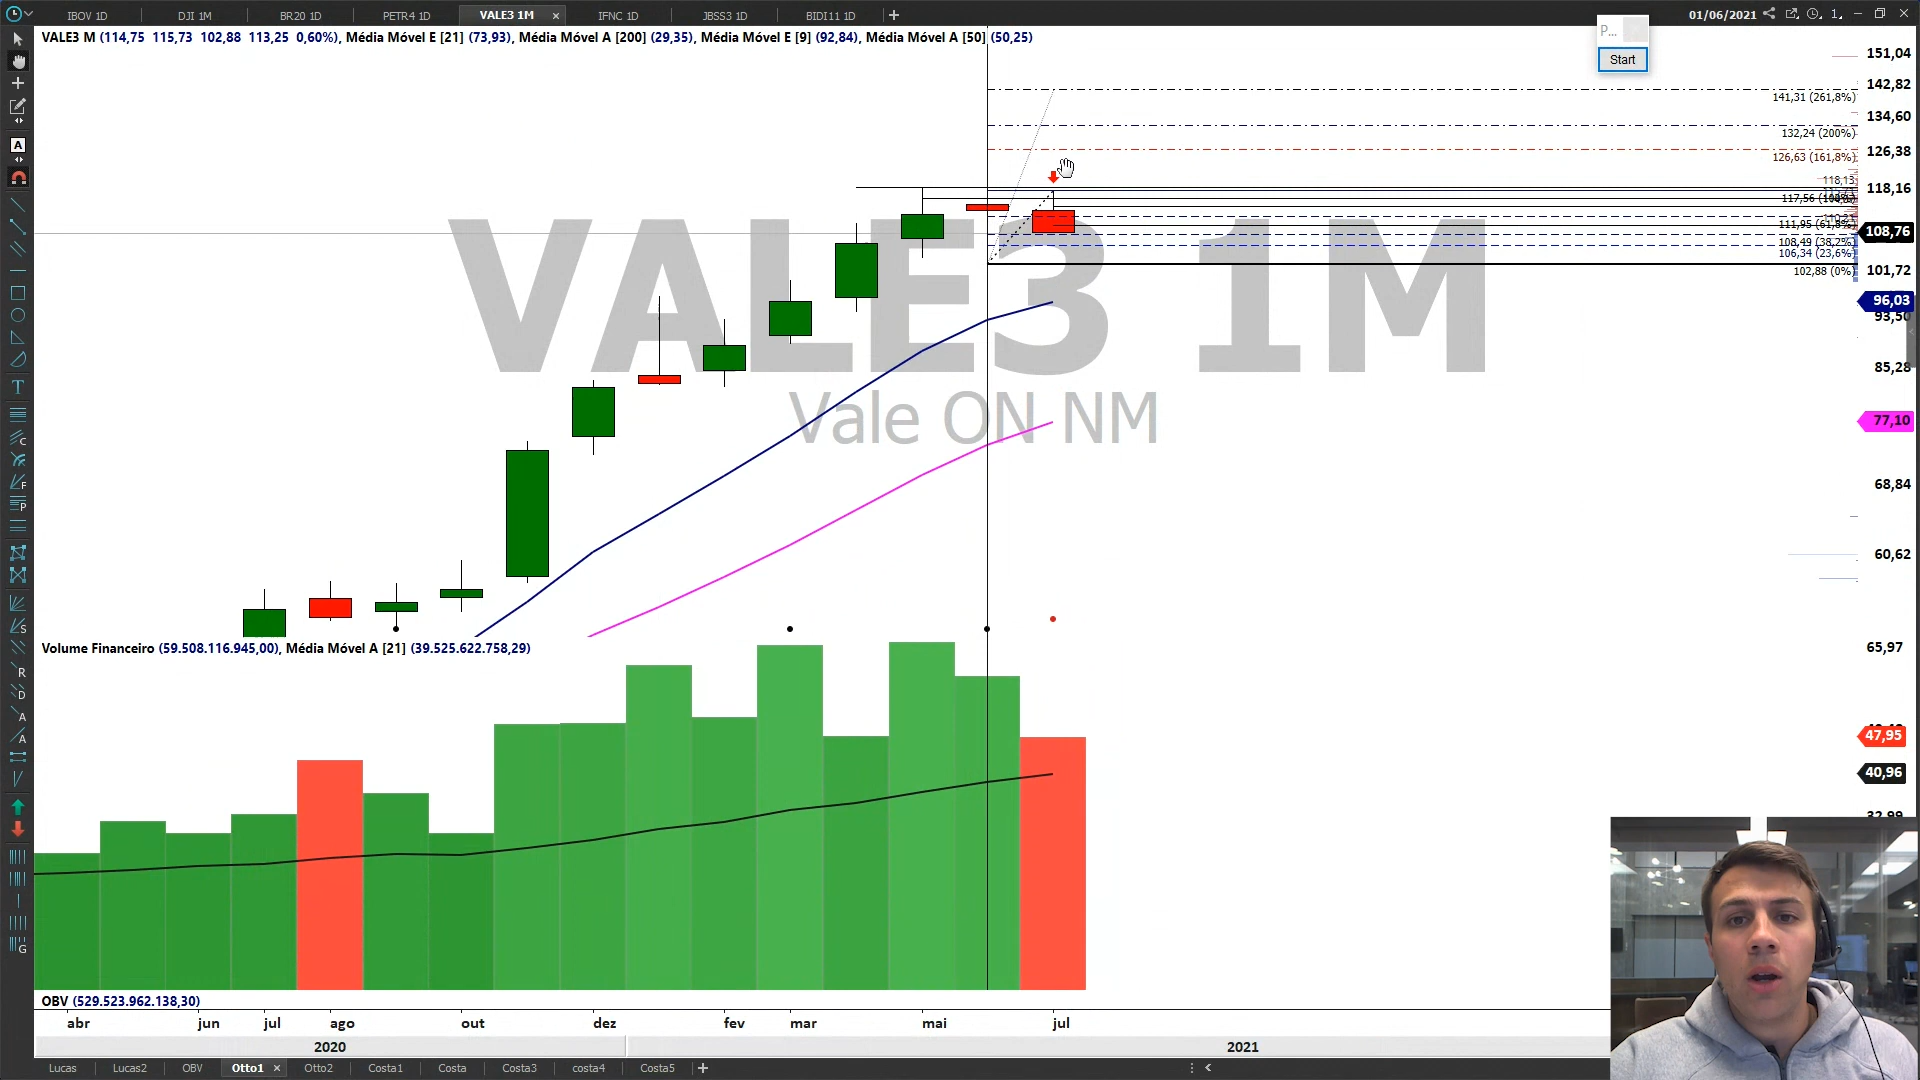 IBOV 1D
DJI 1M
BR20 1D
PETR4 1D
VALE3 1M
IFNC 1D
JBSS3 1D
BIDI11 1D
01/06/2021
1
VALE3 M (114,75 115,73 102,88 113,25 0,60%), Média Móvel E [21] (73,93), Média Móvel A [200] (29,35), Média Móvel E [9] (92,84), Média Móvel A [50] (50,25)
P...
Start
151,04
142,82
141,31 (261,8%)
134,60
132,24 (200%)
126,38
126,63 (161,8%)
118,13
118,16
111,95 (61,8%)
108,76
108,49 (38,2%)
106,34 (23,6%)
102,88 (0%)
101,72
96,03
93,50
85,28
77,10
68,84
60,62
VALE3 1M
Vale ON NM
Volume Financeiro (59.508.116.945,00), Média Móvel A [21] (39.525.622.758,29)
65,97
47,95
40,96
32,99
OBV (529.523.962.138,30)
abr
jun
jul
ago
out
dez
fev
mar
mai
jul
2020
2021
Lucas
Lucas2
OBV
Otto1
Otto2
Costa1
Costa
Costa3
costa4
Costa5